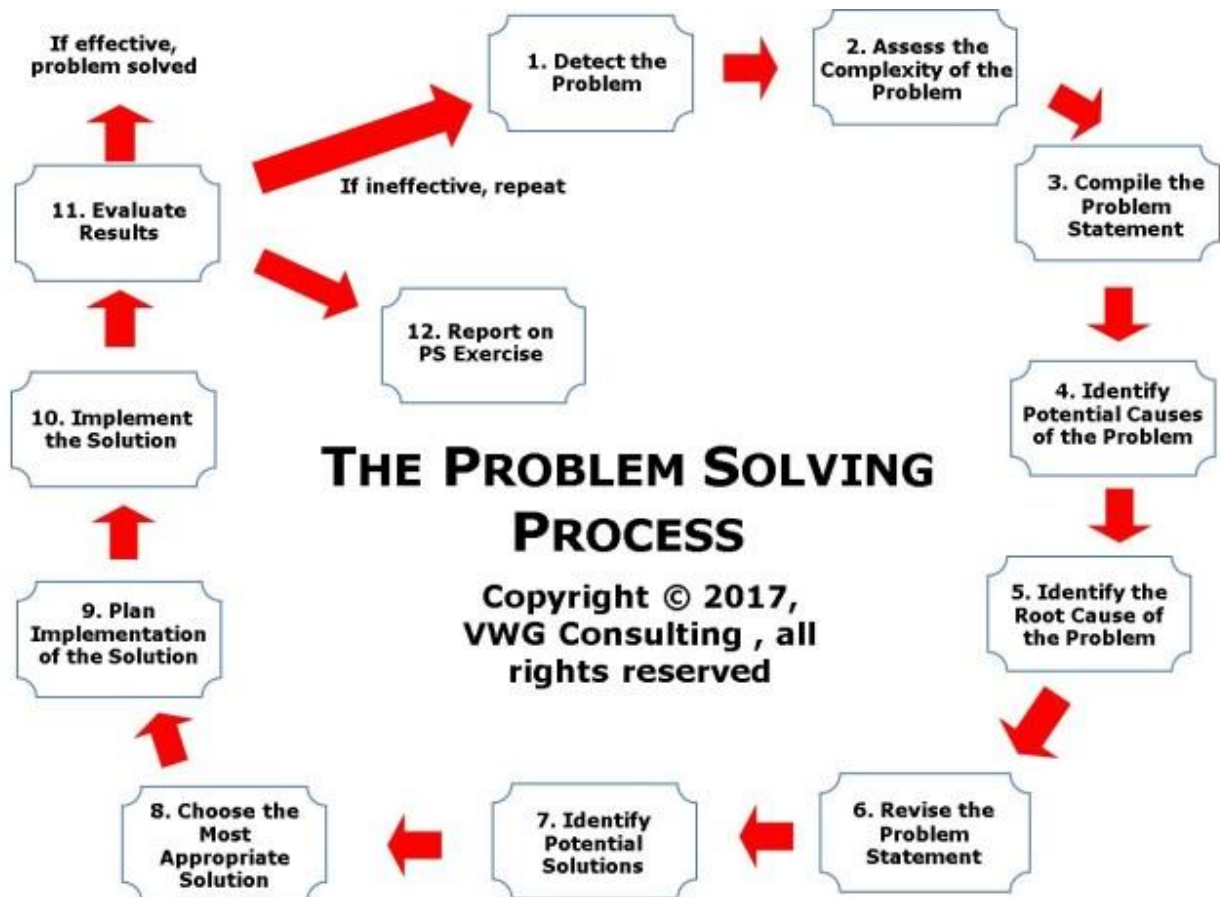 If effective,
problem solved
1. Detect the
Problem
2. Assess the
Complexity of the
Problem
If ineffective, repeat
3. Compile the
Problem
Statement
11. Evaluate
Results
12. Report on
PS Exercise
4. Identify
Potential Causes
of the Problem
10. Implement
the Solution
THE PROBLEM SOLVING
PROCESS
Copyright © 2017,
VWG Consulting , all
rights reserved
5. Identify the
Root Cause of
the Problem
9. Plan
Implementation
of the Solution
6. Revise the
Problem
Statement
7. Identify
Potential
Solutions
8. Choose the
Most
Appropriate
Solution